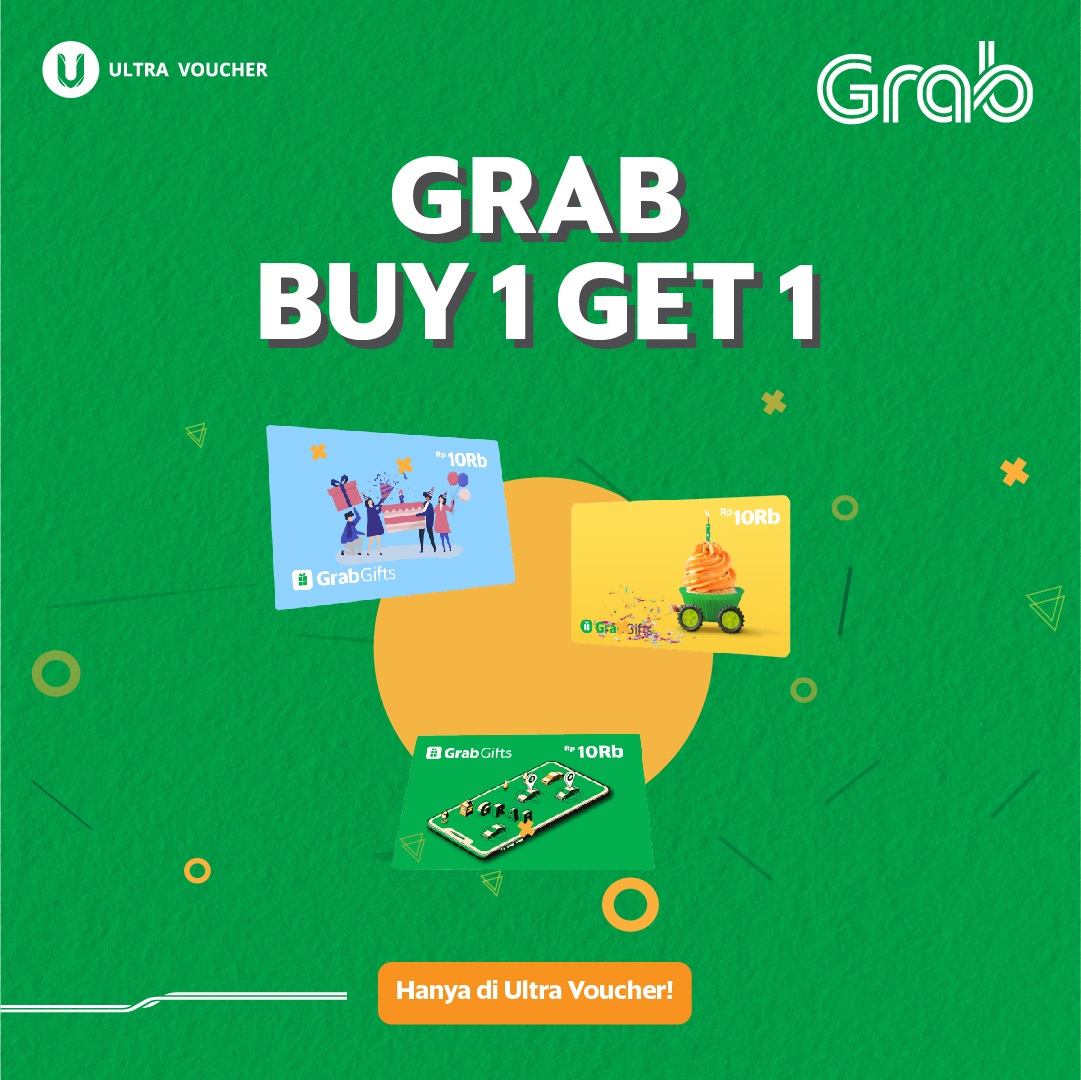 ULTRA VOUCHER
Grab
GRAB
BUY 1 GET 1
Rp 10Rb
GrabGifts
Rp 10Rb
GrabGifts
GrabGifts
Rp 10Rb
GRAB
Hanya di Ultra Voucher!